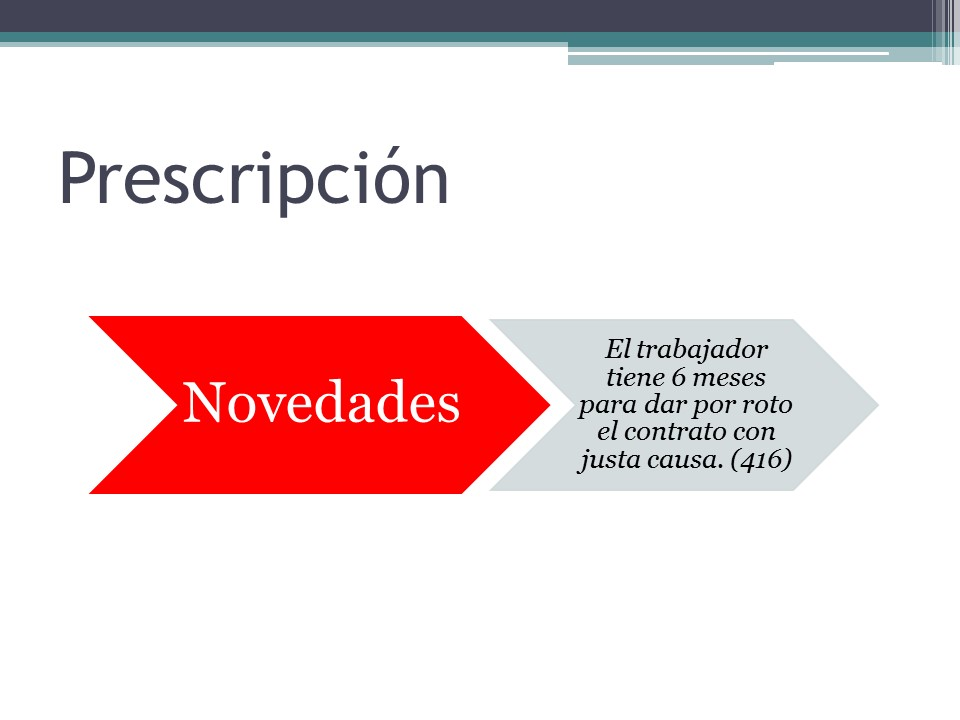 Prescripción
Novedades
El trabajador
tiene 6 meses
para dar por roto
el contrato con
justa causa. (416)